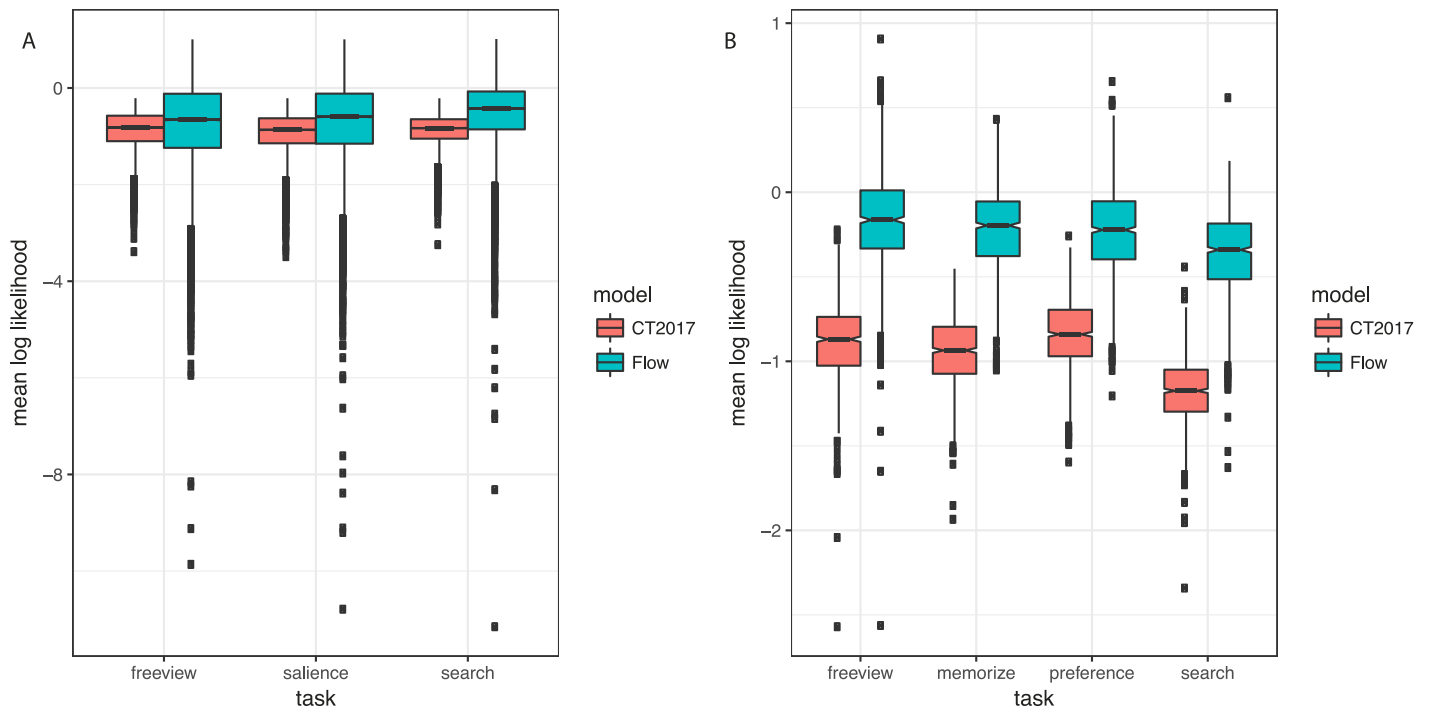 A
mean log likelihood
0
−4
−8
freeview
salience
search
task
model
CT2017
Flow
B
mean log likelihood
1
0
−1
−2
freeview
memorize
preference
search
task
model
CT2017
Flow